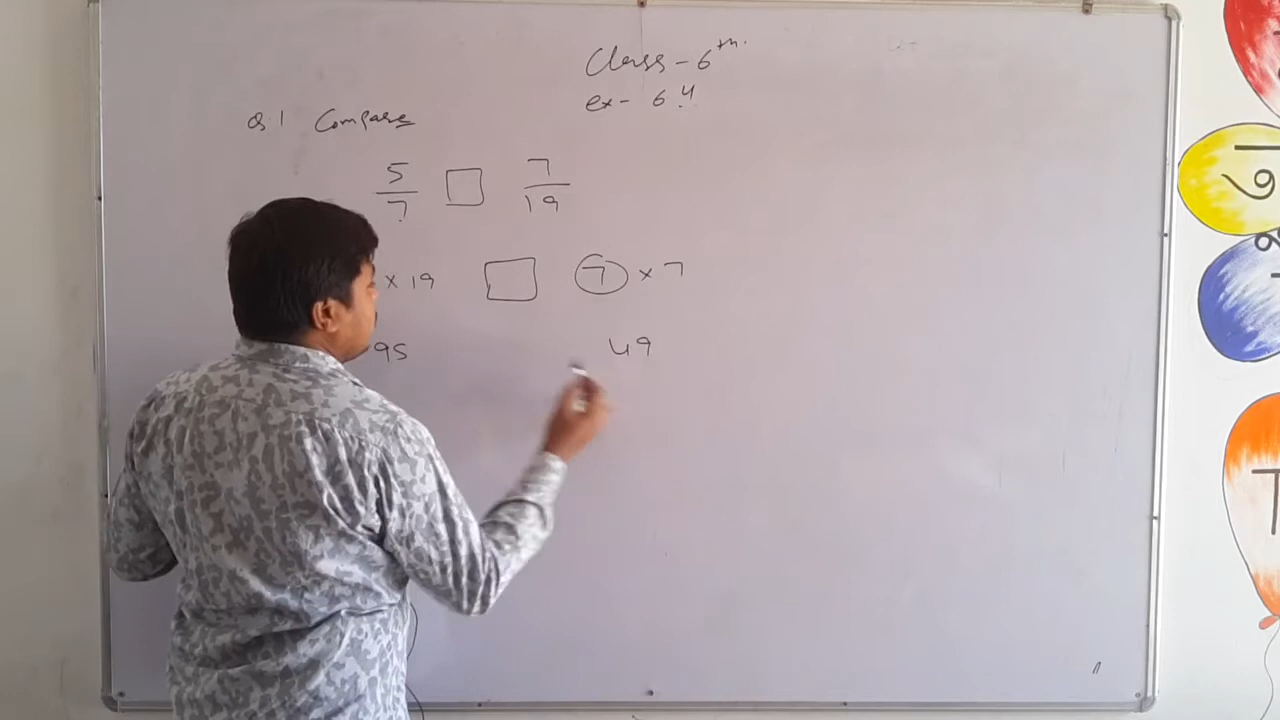 Class - 6th.
ex - 6.4
Q.1 Compare
5/7 □ 7/19
× 19 □ 7 × 7
95 49